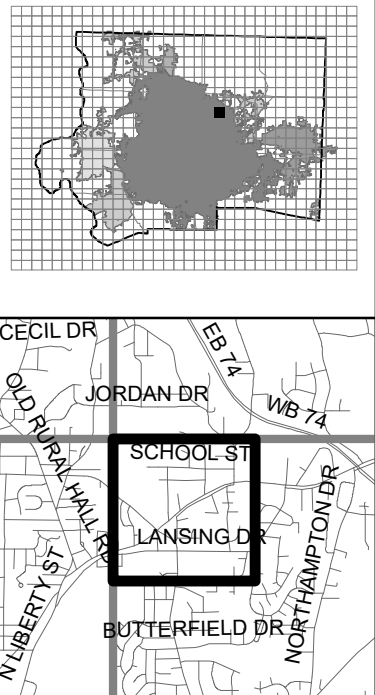 CECIL DR
EB 74
OLD RURAL HALL RD
JORDAN DR
WB 74
SCHOOL ST
LANSING DR
NORTHAMPTON DR
N LIBERTY ST
BUTTERFIELD DR